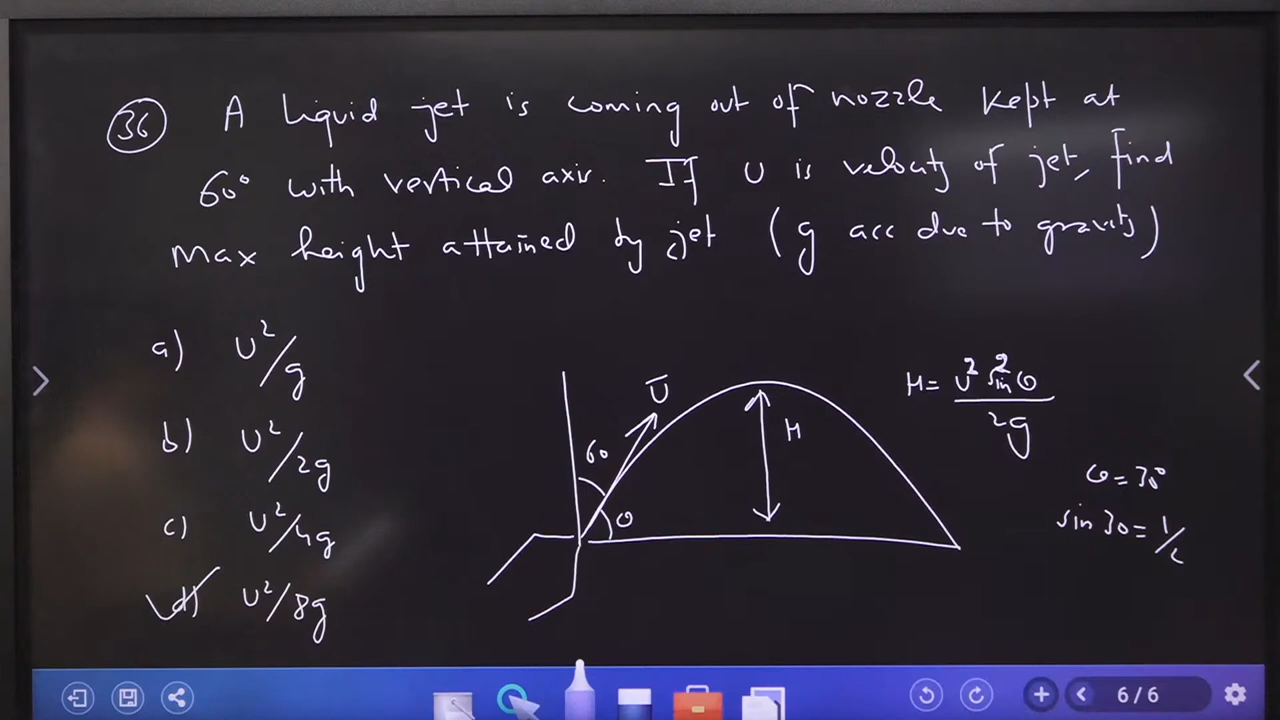 36 A Liquid jet is coming out of nozzle kept at
60° with vertical axis. If U is velocity of jet, find
max height attained by jet (g acc due to gravity)
a) U²/g
b) U²/2g
c) U²/4g
d) U²/8g
60
U
θ
H
H = U² sin²θ / 2g
θ = 30°
sin 30 = 1/2
6 / 6